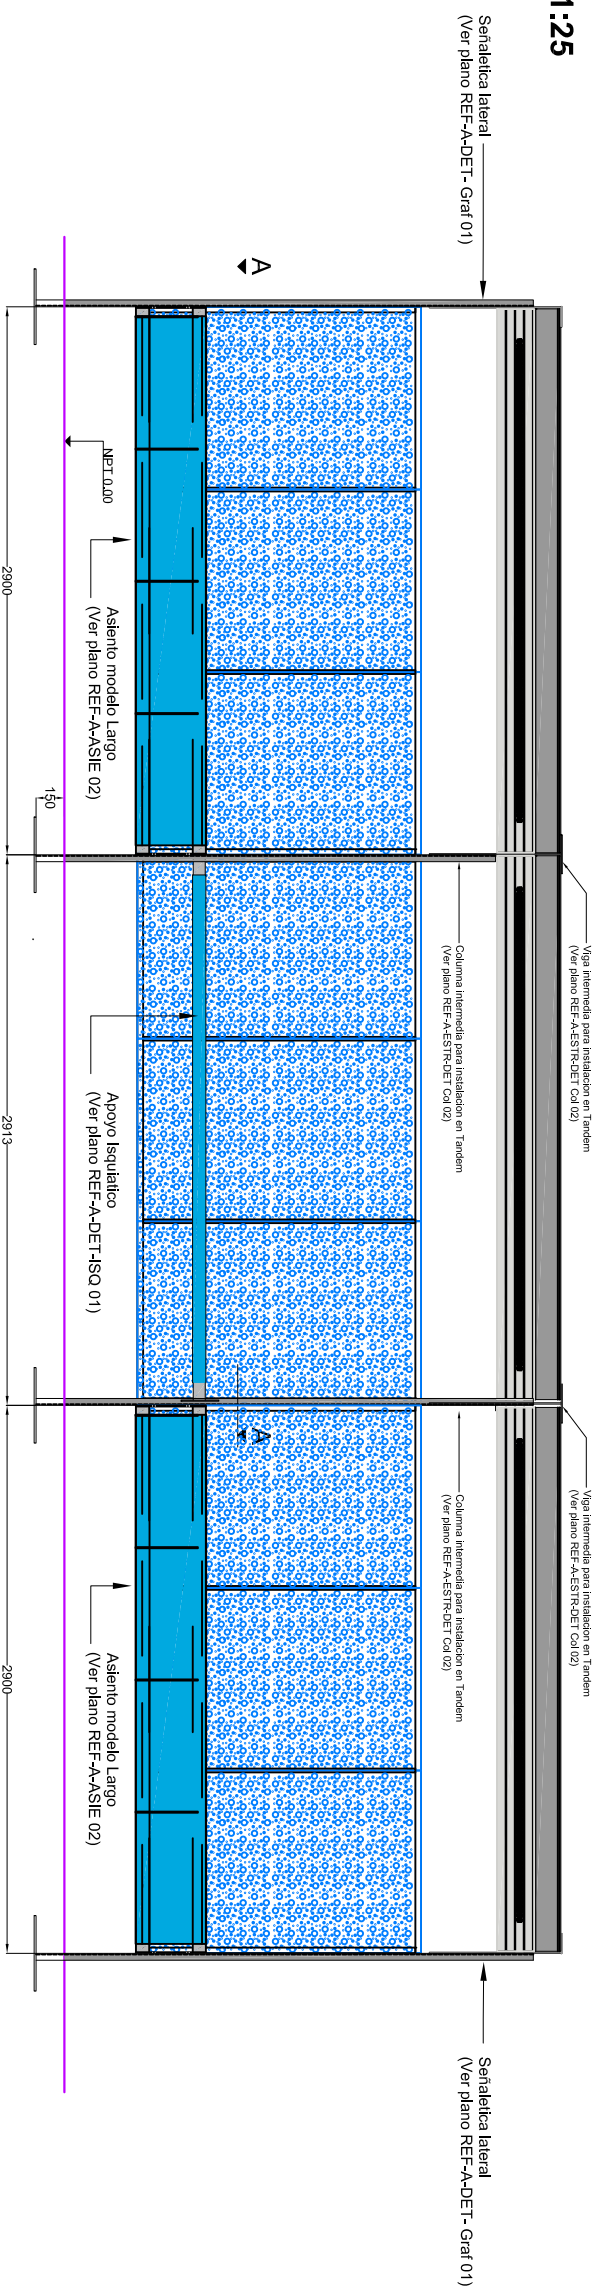 1:25
Señaletica lateral
(Ver plano REF-A-DET- Graf 01)
Viga intermedia para instalacion en Tandem
(Ver plano REF-A-ESTR-DET Col 02)
Viga intermedia para instalacion en Tandem
(Ver plano REF-A-ESTR-DET Col 02)
Señaletica lateral
(Ver plano REF-A-DET- Graf 01)
Columna intermedia para instalacion en Tandem
(Ver plano REF-A-ESTR-DET Col 02)
Columna intermedia para instalacion en Tandem
(Ver plano REF-A-ESTR-DET Col 02)
A
A
NPT 0.00
Asiento modelo Largo
(Ver plano REF-A-ASIE 02)
Apoyo Isquiatico
(Ver plano REF-A-DET-ISQ 01)
Asiento modelo Largo
(Ver plano REF-A-ASIE 02)
150
2900
2913
2900